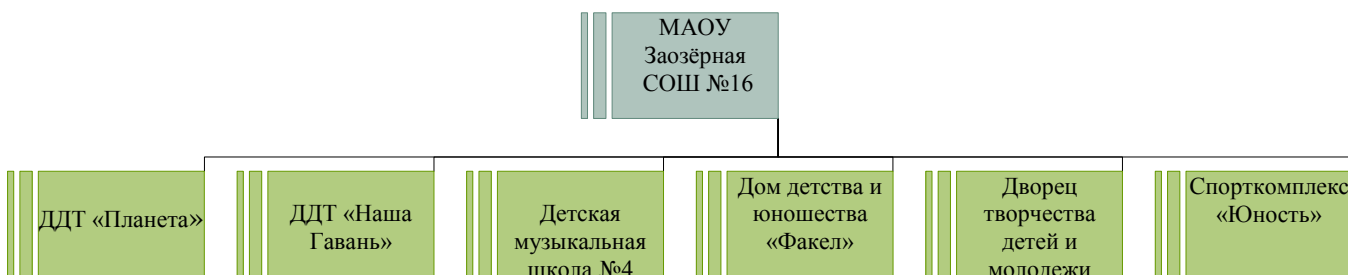 МАОУ
Заозёрная
СОШ №16
ДДТ «Планета»
ДДТ «Наша
Гавань»
Детская
музыкальная
школа №4
Дом детства и
юношества
«Факел»
Дворец
творчества
детей и
молодежи
Спорткомплекс
«Юность»